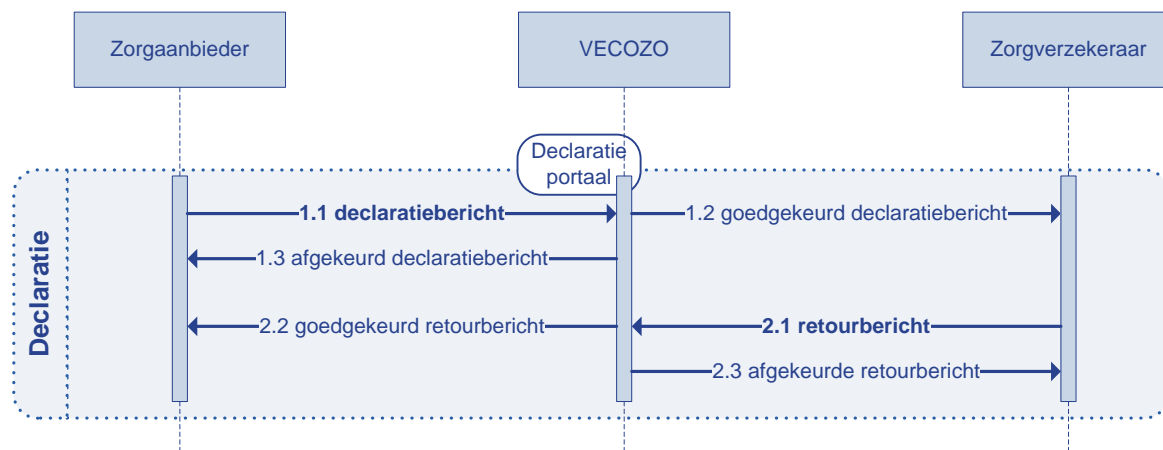 Zorgaanbieder
VECOZO
Zorgverzekeraar
Declaratie
portaal
Declaratie
1.1 declaratiebericht
1.2 goedgekeurd declaratiebericht
1.3 afgekeurd declaratiebericht
2.2 goedgekeurd retourbericht
2.1 retourbericht
2.3 afgekeurde retourbericht